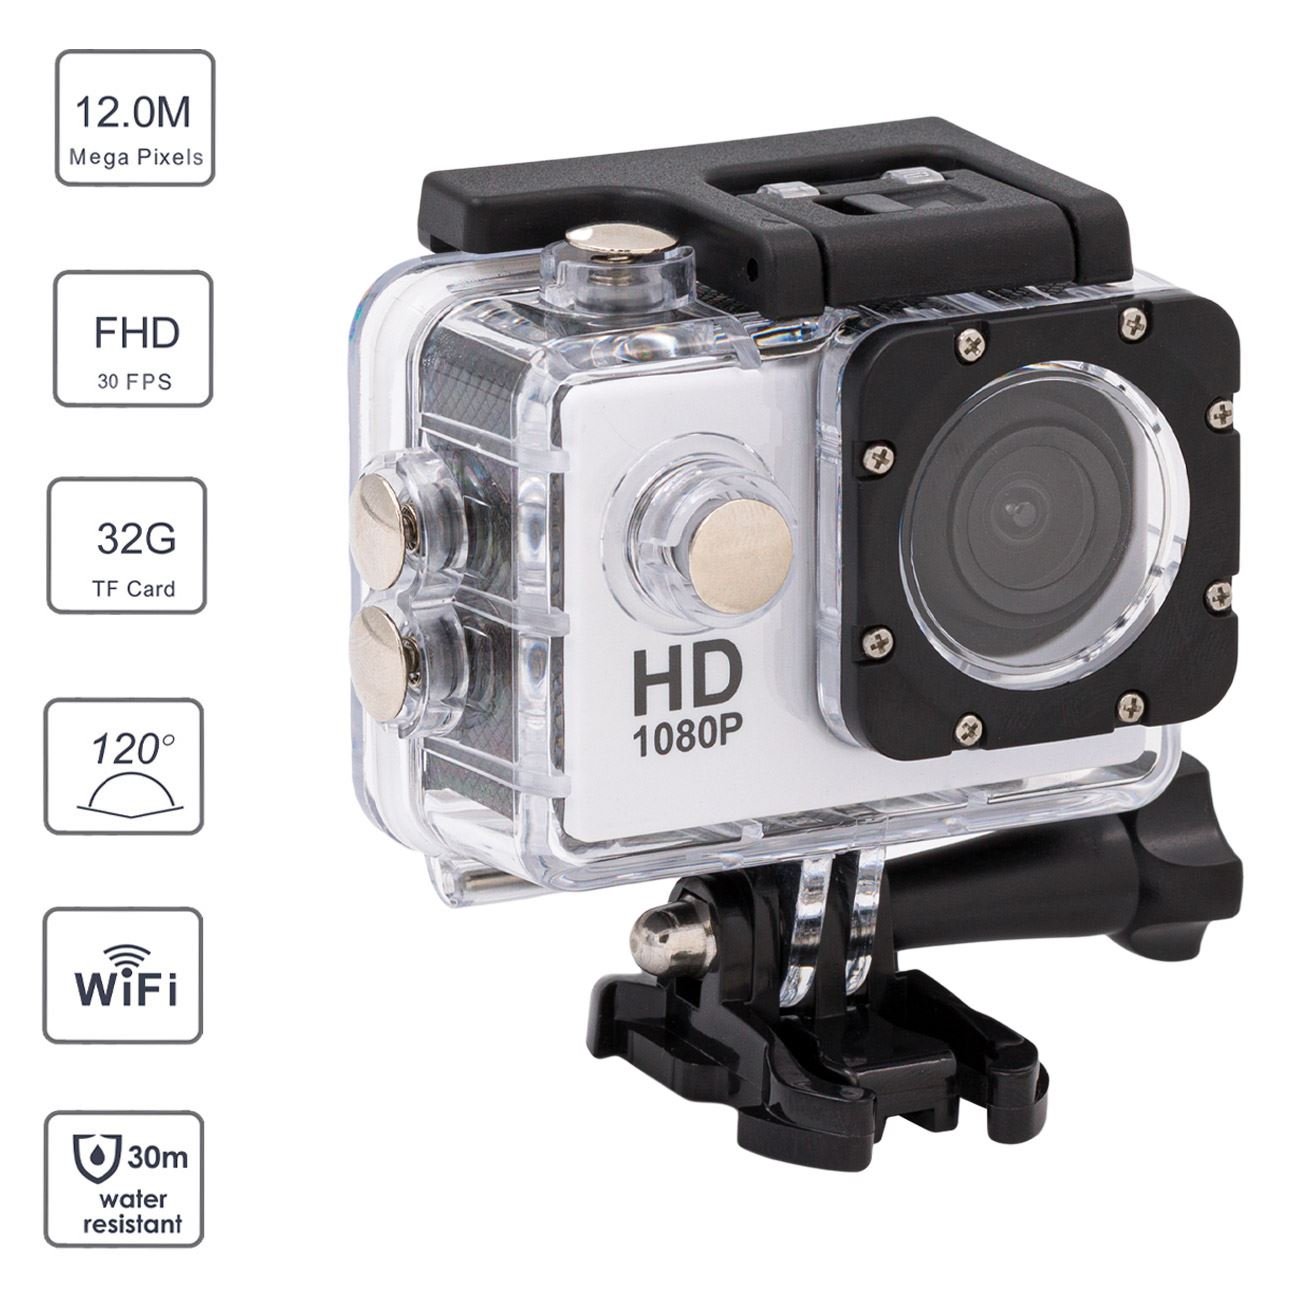 12.0M
Mega Pixels
FHD
30 FPS
32G
TF Card
120°
WiFi
30m
water
resistant
HD
1080P